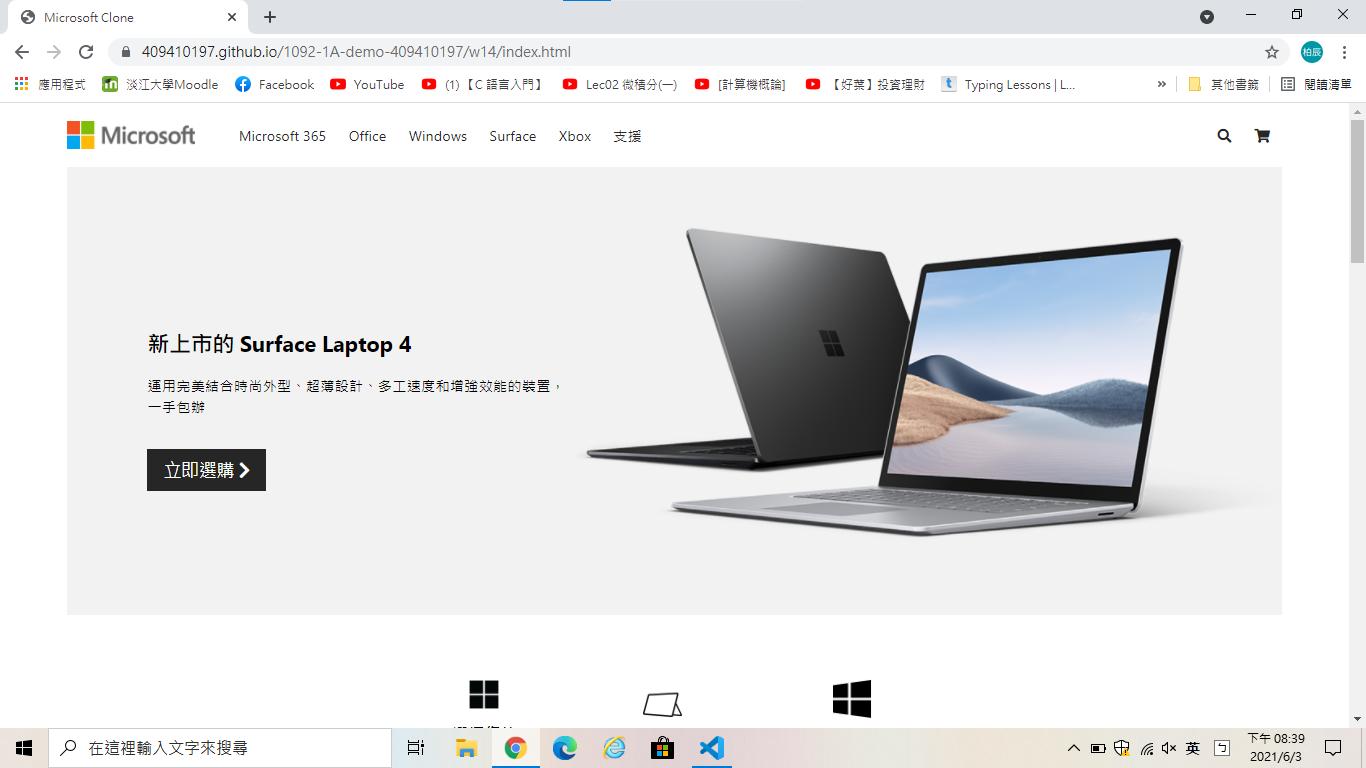 Microsoft Clone
409410197.github.io/1092-1A-demo-409410197/w14/index.html
柏辰
應用程式 淡江大學Moodle Facebook YouTube (1)【C 語言入門】 Lec02 微積分(一) [計算機概論] 【好葉】投資理財 Typing Lessons | L... » 其他書籤 閱讀清單
Microsoft Microsoft 365 Office Windows Surface Xbox 支援
新上市的 Surface Laptop 4
運用完美結合時尚外型、超薄設計、多工速度和增強效能的裝置，
一手包辦
立即選購
在這裡輸入文字來搜尋
英
ㄅ
下午 08:39
2021/6/3